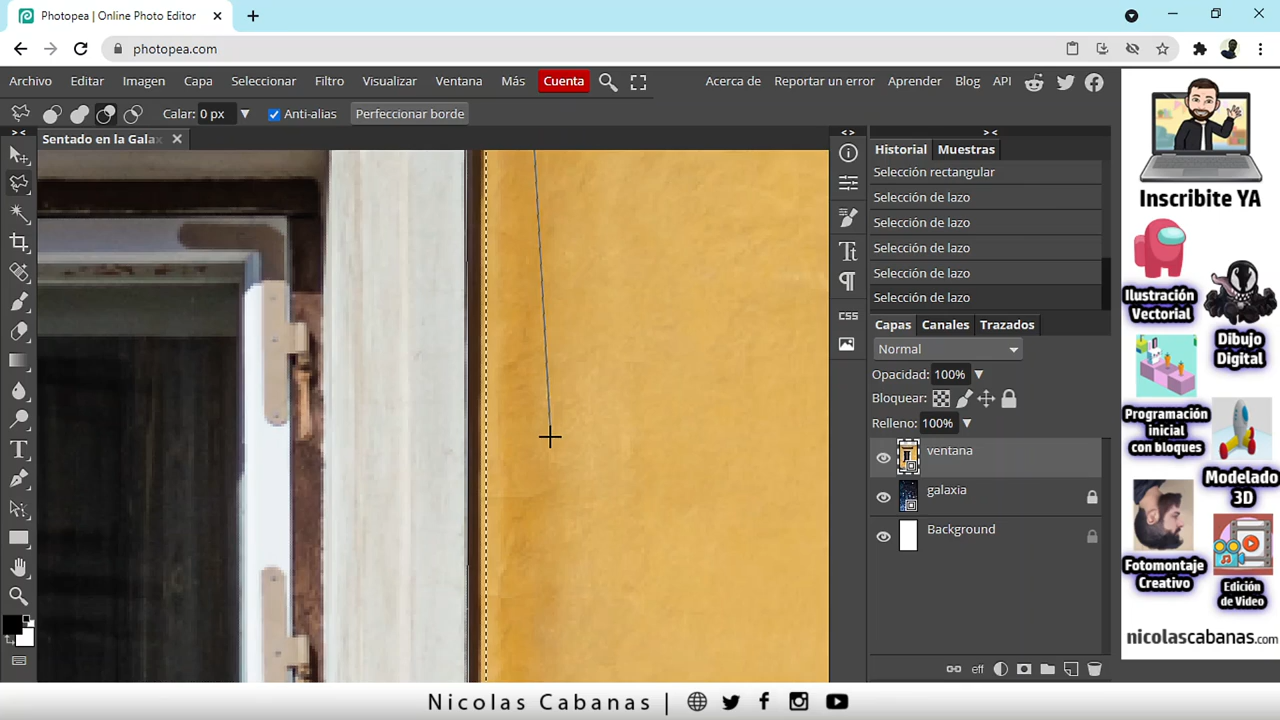 Photopea | Online Photo Editor
photopea.com
Archivo Editar Imagen Capa Seleccionar Filtro Visualizar Ventana Más Cuenta Acerca de Reportar un error Aprender Blog API
Calar: 0 px Anti-alias Perfeccionar borde
Sentado en la Gala
Historial Muestras
Selección rectangular
Selección de lazo
Selección de lazo
Selección de lazo
Selección de lazo
Selección de lazo
CSS
Capas Canales Trazados
Normal
Opacidad: 100%
Bloquear:
Relleno: 100%
ventana
galaxia
Background
eff
Inscribite YA
Ilustración
Vectorial
Dibujo
Digital
Programación
inicial
con bloques
Modelado
3D
Fotomontaje
Creativo
Edición
de Video
nicolascabanas.com
Nicolas Cabanas |